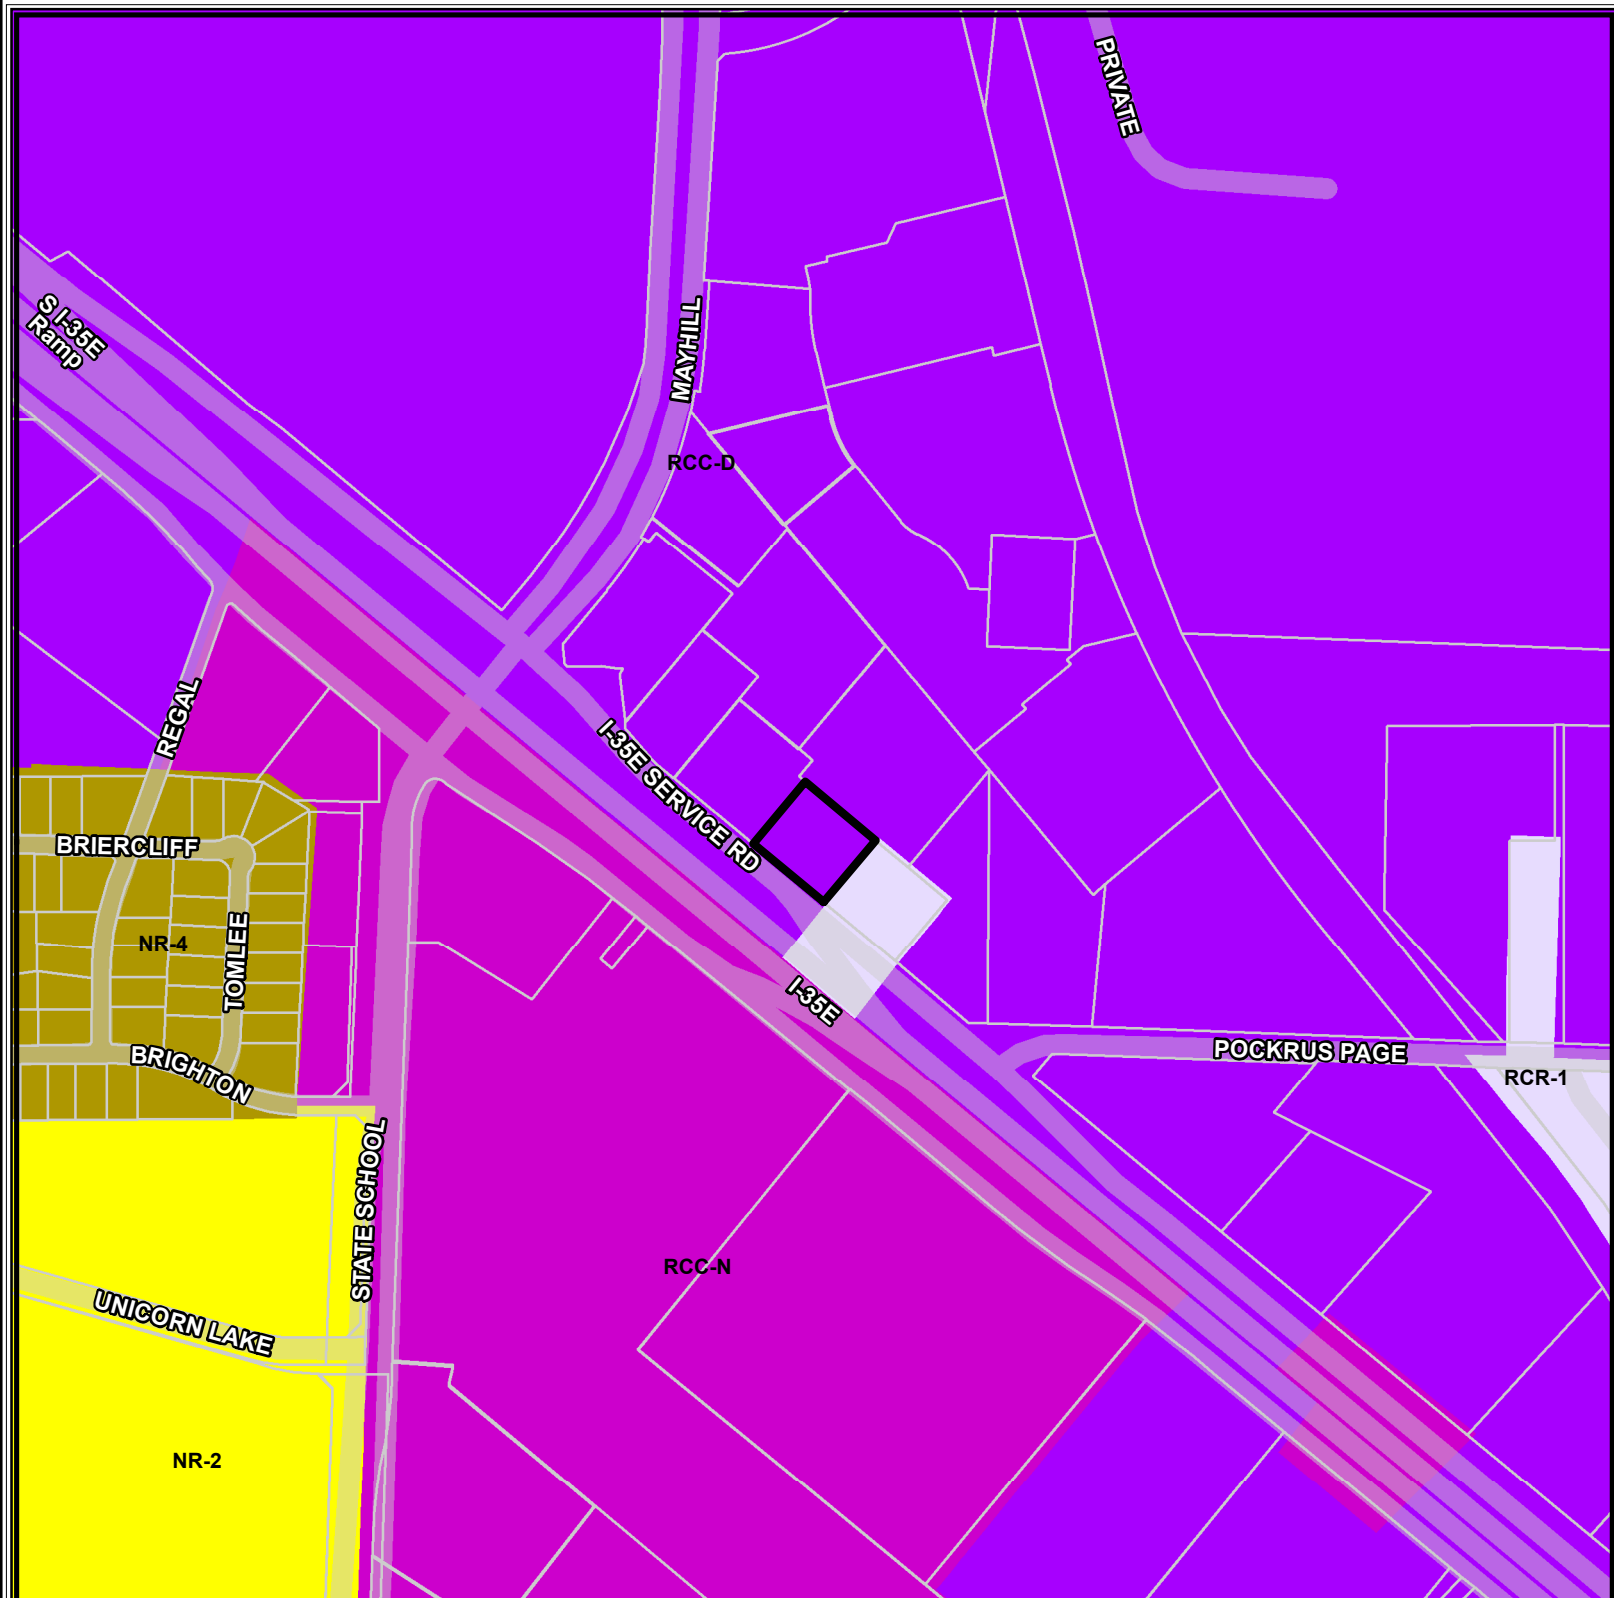 PRIVATE
S I-35E
Ramp
MAYHILL
RCC-D
REGAL
I-35E SERVICE RD
BRIERCLIFF
NR-4
TOMLEE
I-35E
BRIGHTON
POCKRUS PAGE
RCR-1
STATE SCHOOL
RCC-N
UNICORN LAKE
NR-2